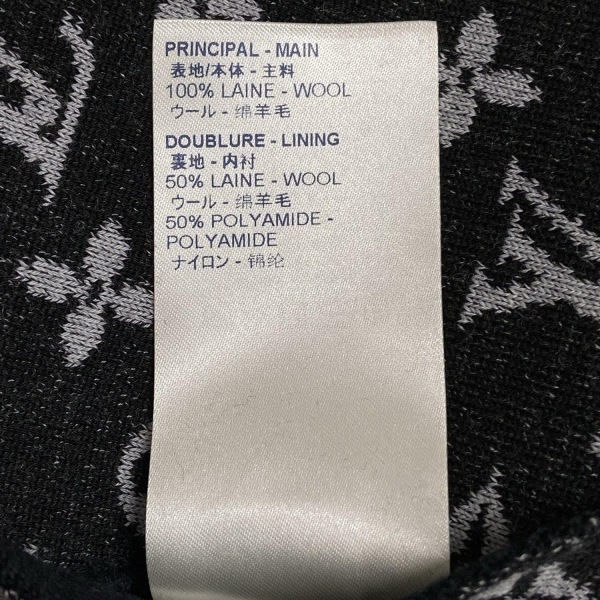 PRINCIPAL - MAIN
表地/本体 - 主料
100% LAINE - WOOL
ウール - 绵羊毛
DOUBLURE - LINING
裏地 - 内衬
50% LAINE - WOOL
ウール - 绵羊毛
50% POLYAMIDE -
POLYAMIDE
ナイロン - 锦纶